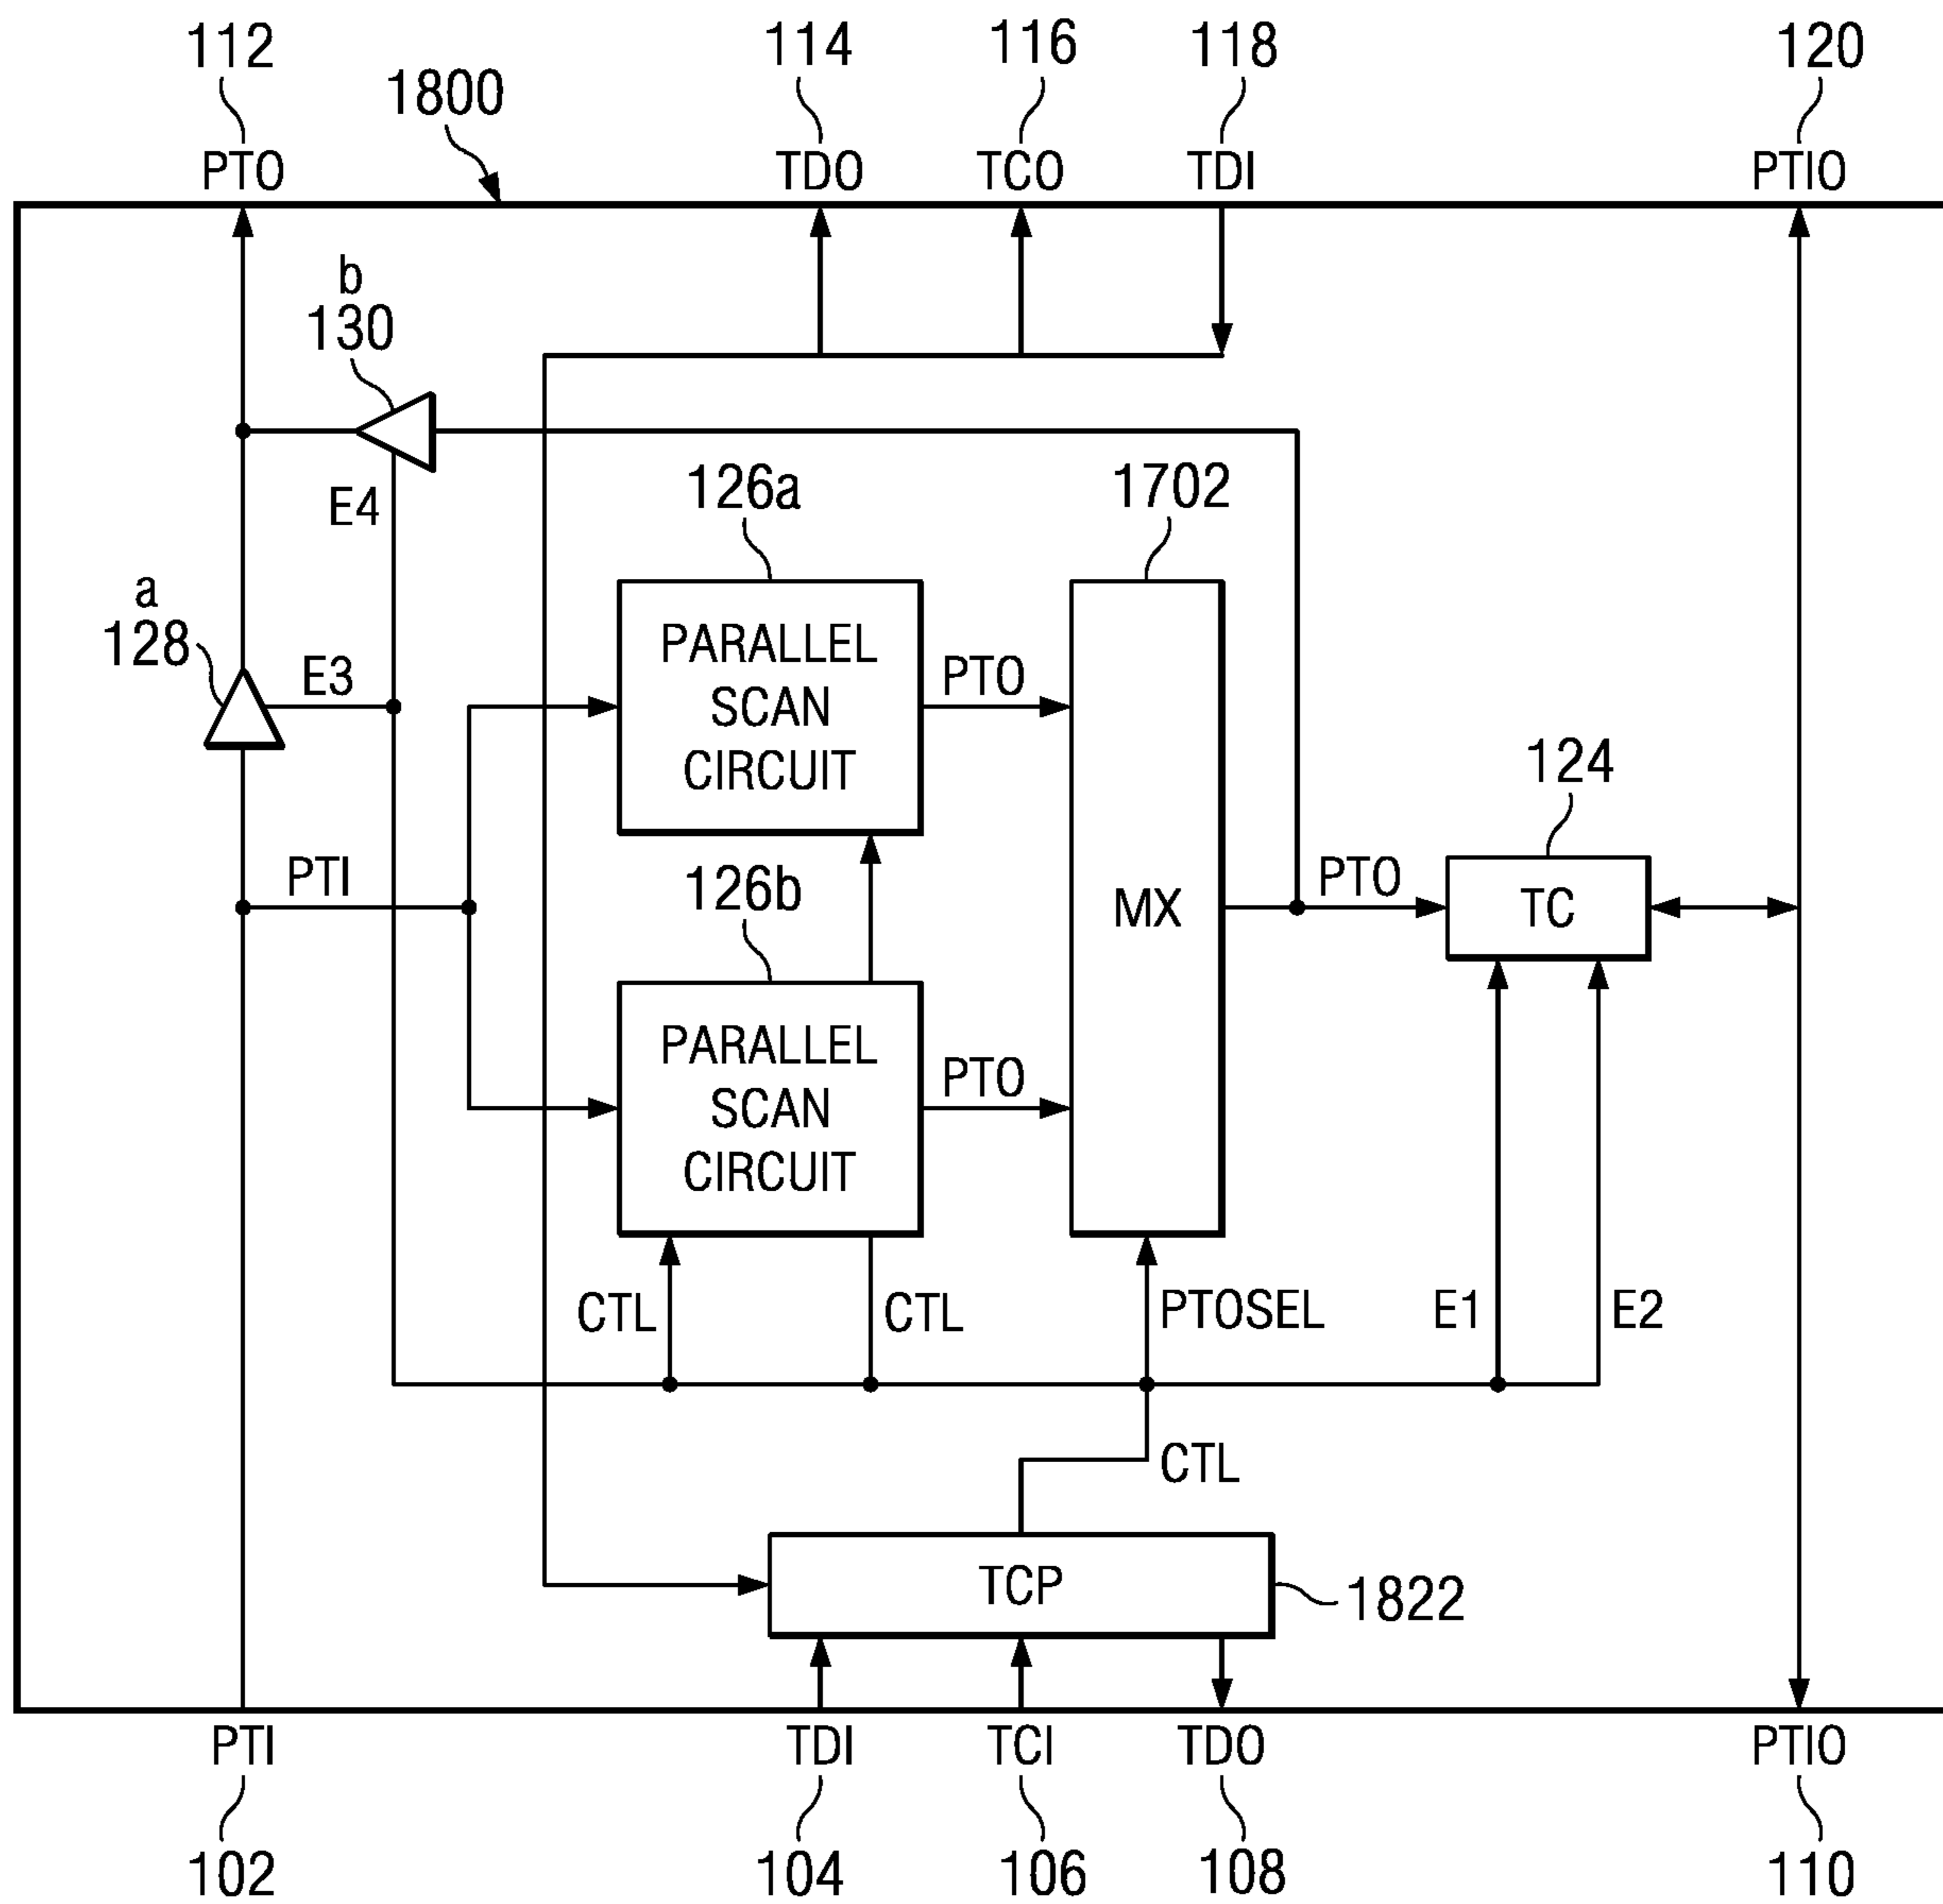 112
114
116
118
120
1800
PTO
TDO
TCO
TDI
PTIO
b
130
E4
126a
1702
a
128
E3
PARALLEL
SCAN
CIRCUIT
PTO
124
PTI
126b
MX
PTO
TC
PARALLEL
SCAN
CIRCUIT
PTO
CTL
CTL
PTOSEL
E1
E2
CTL
TCP
1822
PTI
TDI
TCI
TDO
PTIO
102
104
106
108
110